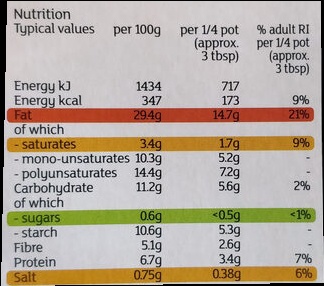 Nutrition
Typical values per 100g per 1/4 pot % adult RI
(approx. per 1/4 pot
3 tbsp) (approx.
3 tbsp)
Energy kJ 1434 717
Energy kcal 347 173 9%
Fat 29.4g 14.7g 21%
of which
- saturates 3.4g 1.7g 9%
- mono-unsaturates 10.3g 5.2g -
- polyunsaturates 14.4g 7.2g -
Carbohydrate 11.2g 5.6g 2%
of which
- sugars 0.6g <0.5g <1%
- starch 10.6g 5.3g -
Fibre 5.1g 2.6g -
Protein 6.7g 3.4g 7%
Salt 0.75g 0.38g 6%